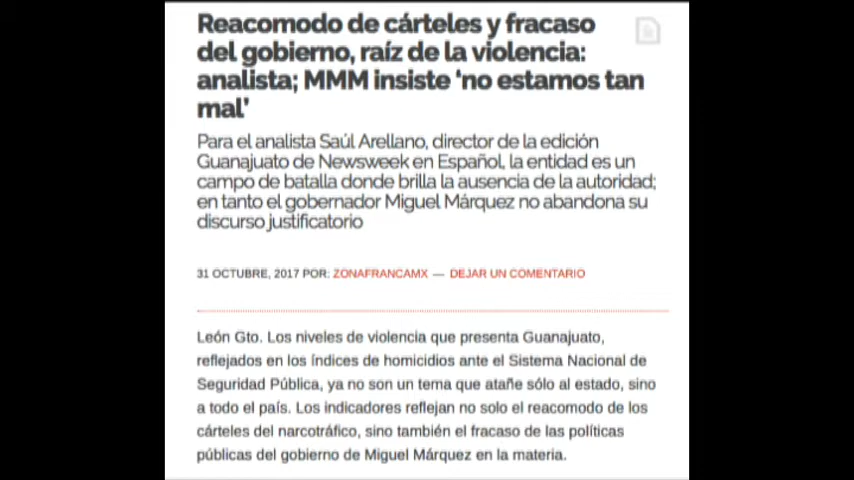 Reacomodo de cárteles y fracaso
del gobierno, raíz de la violencia:
analista; MMM insiste ‘no estamos tan
mal’
Para el analista Saúl Arellano, director de la edición
Guanajuato de Newsweek en Español, la entidad es un
campo de batalla donde brilla la ausencia de la autoridad;
en tanto el gobernador Miguel Márquez no abandona su
discurso justificatorio
31 OCTUBRE, 2017 POR: ZONAFRANCAMX — DEJAR UN COMENTARIO
León Gto. Los niveles de violencia que presenta Guanajuato,
reflejados en los índices de homicidios ante el Sistema Nacional de
Seguridad Pública, ya no son un tema que atañe sólo al estado, sino
a todo el país. Los indicadores reflejan no solo el reacomodo de los
cárteles del narcotráfico, sino también el fracaso de las políticas
públicas del gobierno de Miguel Márquez en la materia.